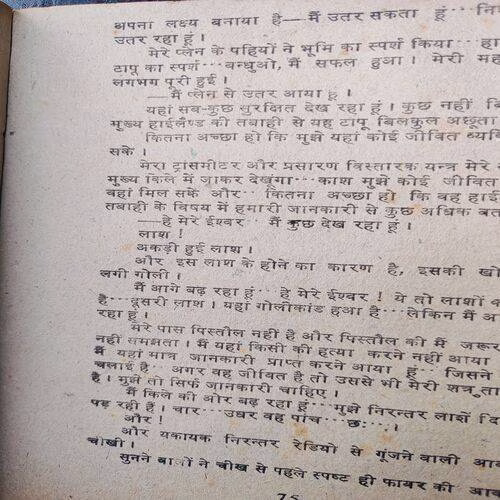 अपना लक्ष्य बनाया है—मैं उतर सकता हूं···
उतर रहा हूं।
मेरे प्लेन के पहियों ने भूमि का स्पर्श किया···
टापू का स्पर्श···बन्धुओ, मैं सफल हुआ। मेरी
लगभग पूरी हुई।
—मैं प्लेन से उतर आया हूं।
यहां सब-कुछ सुरक्षित देख रहा हूं। कुछ नहीं
मुख्य हाईलैण्ड की तबाही से यह टापू बिलकुल अछूता
कितना अच्छा हो कि मुझे यहां कोई जीवित
सके।
मेरा ट्रांसमीटर और प्रसारण विस्तारक यन्त्र मेरे
मुख्य किले में जाकर देखूंगा···काश मुझे कोई जीवित
वहां मिल सके और··· कितना अच्छा हो कि वह
तबाही के विषय में हमारी जानकारी से कुछ अधिक
—हे मेरे ईश्वर··· मैं कुछ देख रहा हूं।
लाश!
अकड़ी हुई लाश।
और इस लाश के होने का कारण है, इसकी
लगी गोली।
मैं आगे बढ़ रहा हूं···हे मेरे ईश्वर! ये तो लाशों
है···दूसरी लाश। यहां गोलीकांड हुआ है···लेकिन मैं
रहा हूं।
मेरे पास पिस्तौल नहीं है और पिस्तौल की मैं
नहीं समझता। मैं यहां किसी की हत्या करने नहीं आया
मैं यहां मात्र जानकारी प्राप्त करने आया हूं···जिसने
चलाई है···अगर वह जीवित है तो उससे भी मेरी शत्रुता
है। मुझे तो सिर्फ जानकारी चाहिए।
मैं किले की ओर बढ़ रहा हूं···मुझे निरन्तर लाशें
पड़ रही हैं। चार···उधर वह पांच···छः···।
और!
और यकायक निरन्तर रेडियो से गूंजने वाली
चीखी।
सुनने वालों ने चीख से पहले स्पष्ट ही फायर की
75